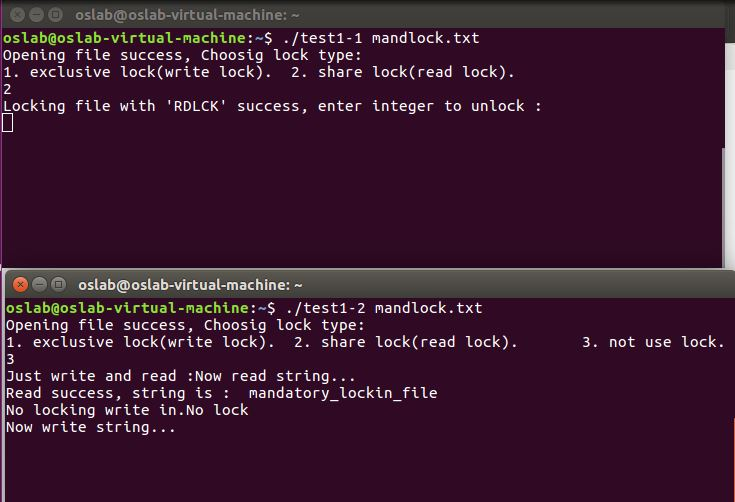 oslab@oslab-virtual-machine: ~
oslab@oslab-virtual-machine:~$ ./test1-1 mandlock.txt
Opening file success, Choosig lock type:
1. exclusive lock(write lock).  2. share lock(read lock).
2
Locking file with 'RDLCK' success, enter integer to unlock :
oslab@oslab-virtual-machine: ~
oslab@oslab-virtual-machine:~$ ./test1-2 mandlock.txt
Opening file success, Choosig lock type:
1. exclusive lock(write lock).  2. share lock(read lock).       3. not use lock.
3
Just write and read :Now read string...
Read success, string is :  mandatory_lockin_file
No locking write in.No lock
Now write string...